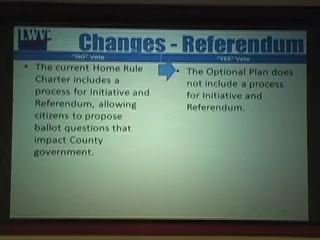 LWV
Changes - Referendum
"NO" Vote
"YES" Vote
• The current Home Rule
Charter includes a
process for Initiative and
Referendum, allowing
citizens to propose
ballot questions that
impact County
government.
• The Optional Plan does
not include a process
for Initiative and
Referendum.